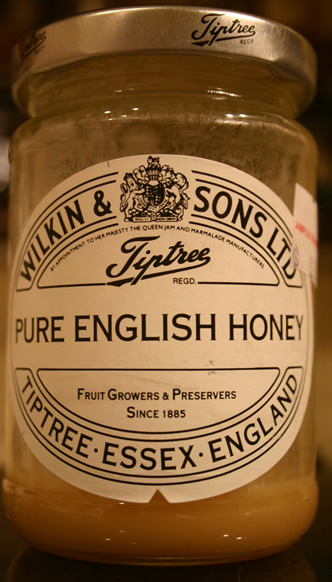 Tiptree
REGD
WILKIN & SONS LTD
BY APPOINTMENT TO HER MAJESTY THE QUEEN JAM AND MARMALADE MANUFACTURERS
Tiptree
REGD.
PURE ENGLISH HONEY
FRUIT GROWERS & PRESERVERS
SINCE 1885
TIPTREE · ESSEX · ENGLAND